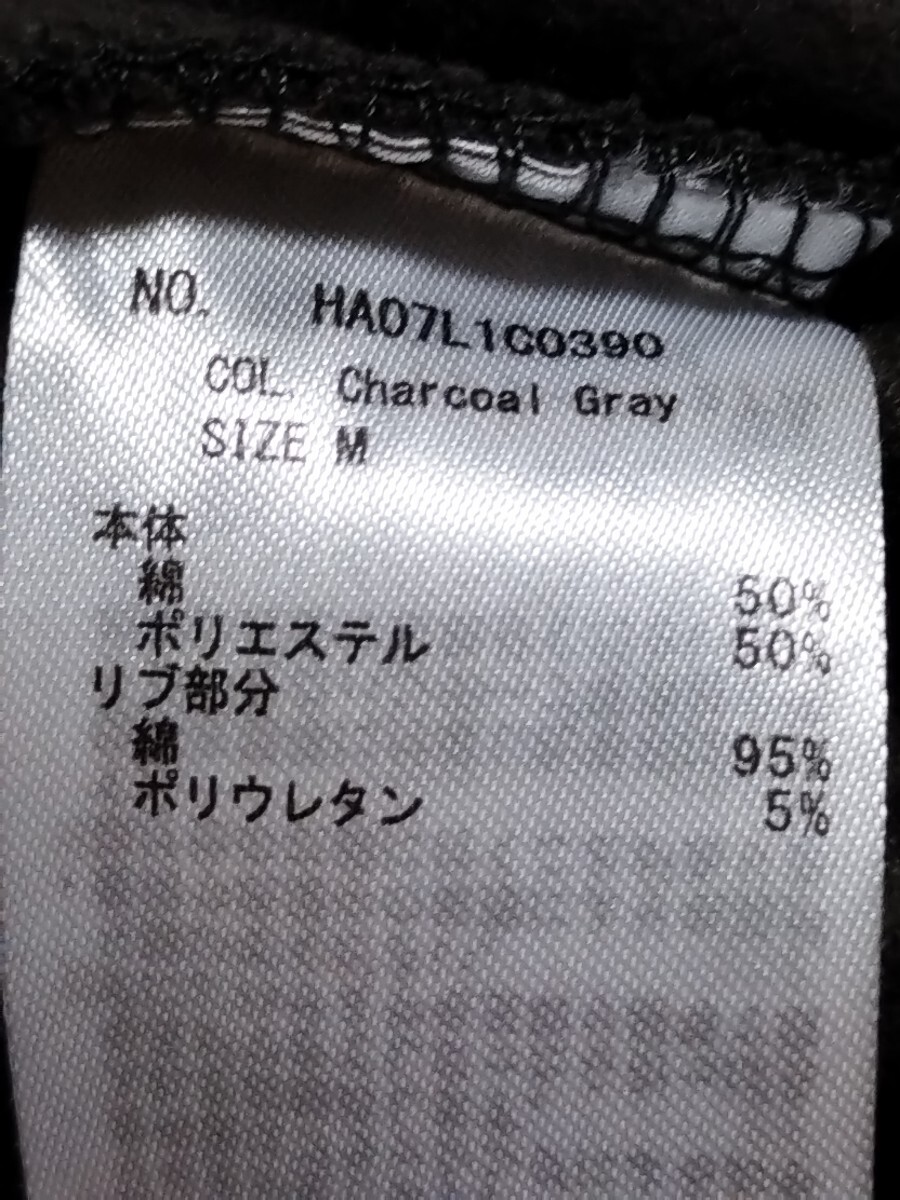 NO. HA07L1C0390
COL. Charcoal Gray
SIZE M
本体
綿 50%
ポリエステル 50%
リブ部分
綿 95%
ポリウレタン 5%